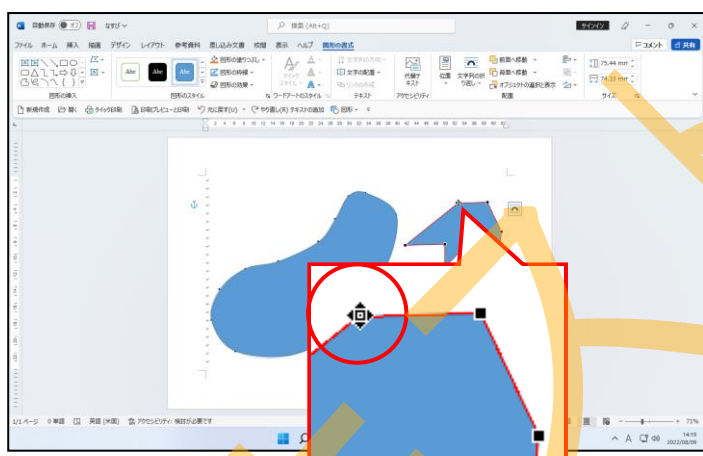 自動保存 オフ なすび
検索 (Alt+Q)
サインイン
ファイル ホーム 挿入 描画 デザイン レイアウト 参考資料 差し込み文書 校閲 表示 ヘルプ 図形の書式
コメント 共有
Abc Abc Abc
図形の塗りつぶし
図形の枠線
図形の効果
クイック スタイル
文字列の方向
文字の配置
リンクの作成
代替テキスト
位置 文字列の折り返し
前面へ移動
背面へ移動
オブジェクトの選択と表示
75.44 mm
74.33 mm
図形の挿入 図形のスタイル ワードアートのスタイル テキスト アクセシビリティ 配置 サイズ
新規作成 開く クイック印刷 印刷プレビューと印刷 元に戻す(U) やり直し(R) テキストの追加 図形
1/1 ページ 0 単語 英語 (米国) アクセシビリティ: 検討が必要です
71%
A
14:19
2022/08/09